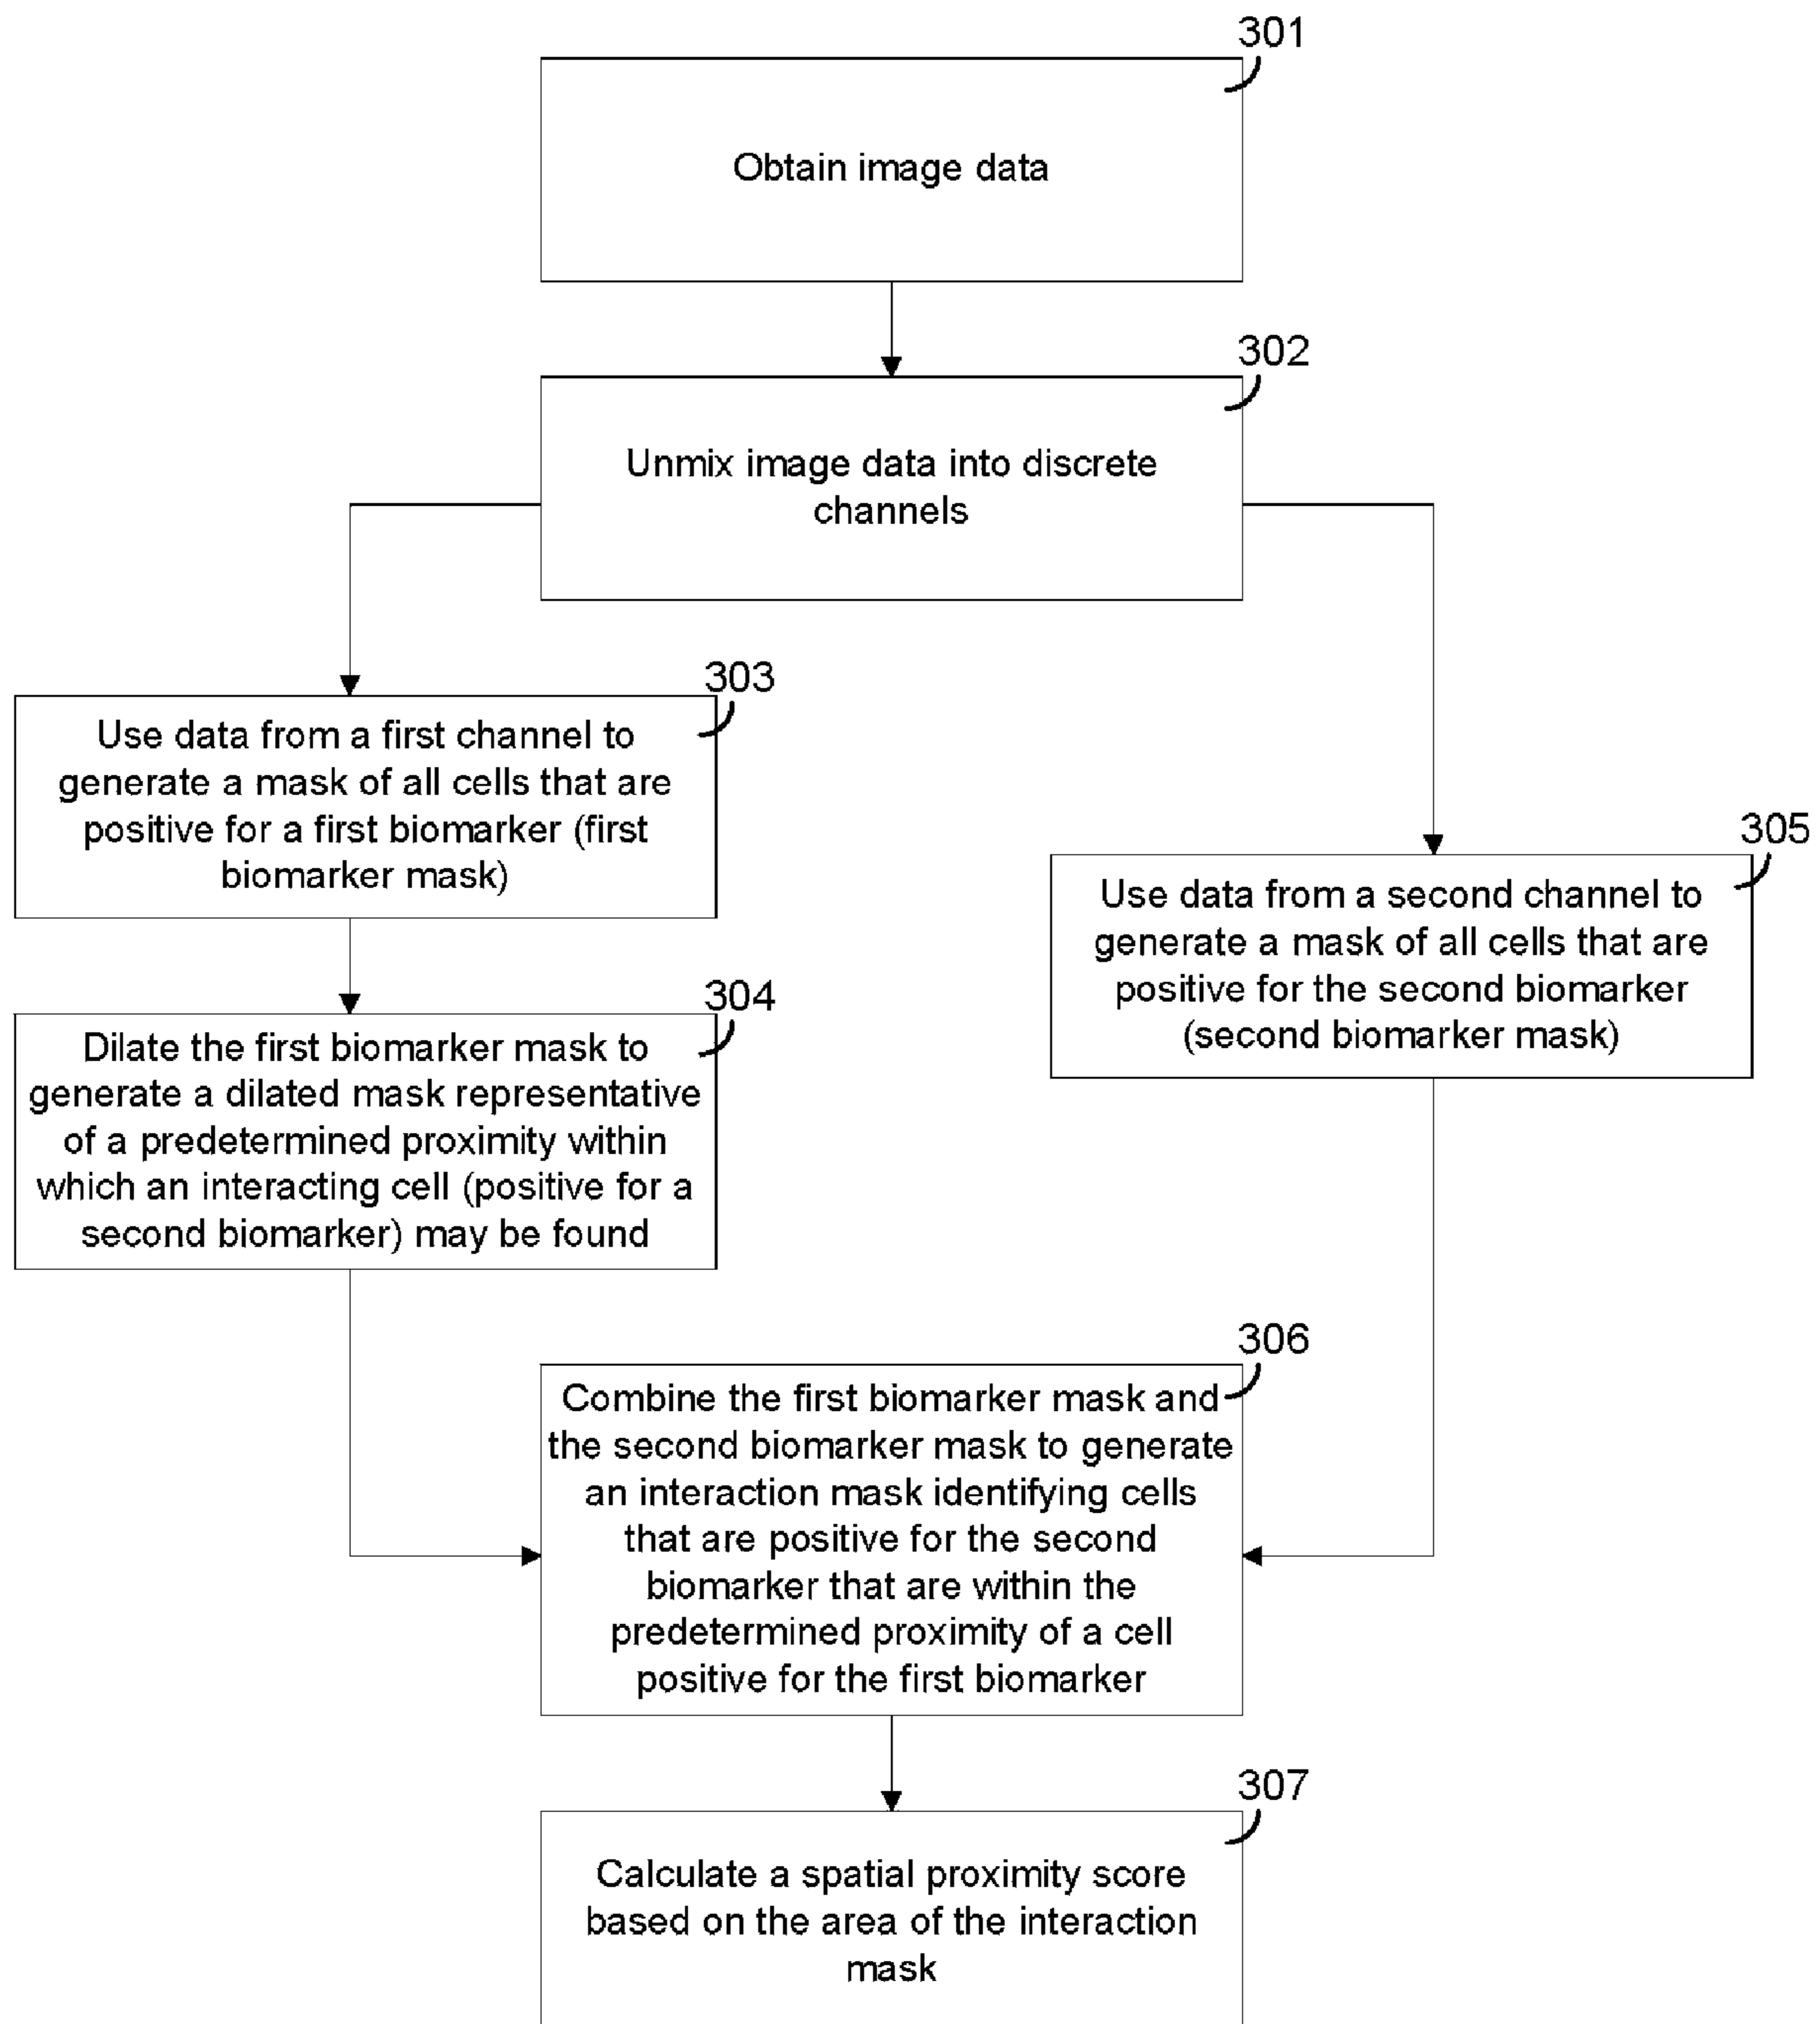 301
Obtain image data
302
Unmix image data into discrete
channels
303
Use data from a first channel to
generate a mask of all cells that are
positive for a first biomarker (first
biomarker mask)
305
Use data from a second channel to
generate a mask of all cells that are
positive for the second biomarker
(second biomarker mask)
304
Dilate the first biomarker mask to
generate a dilated mask representative
of a predetermined proximity within
which an interacting cell (positive for a
second biomarker) may be found
306
Combine the first biomarker mask and
the second biomarker mask to generate
an interaction mask identifying cells
that are positive for the second
biomarker that are within the
predetermined proximity of a cell
positive for the first biomarker
307
Calculate a spatial proximity score
based on the area of the interaction
mask